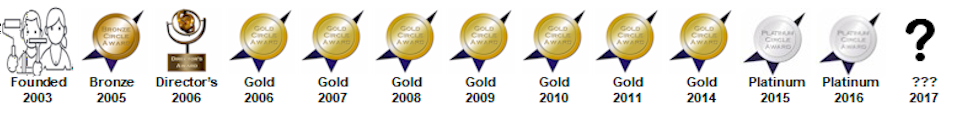 BRONZE
CIRCLE
AWARD
Director's
Award
GOLD
CIRCLE
AWARD
GOLD
CIRCLE
AWARD
GOLD
CIRCLE
AWARD
GOLD
CIRCLE
AWARD
GOLD
CIRCLE
AWARD
GOLD
CIRCLE
AWARD
GOLD
CIRCLE
AWARD
PLATINUM
CIRCLE
AWARD
PLATINUM
CIRCLE
AWARD
?
Founded Bronze Director's Gold Gold Gold Gold Gold Gold Gold Platinum Platinum ???
2003 2005 2006 2006 2007 2008 2009 2010 2011 2014 2015 2016 2017